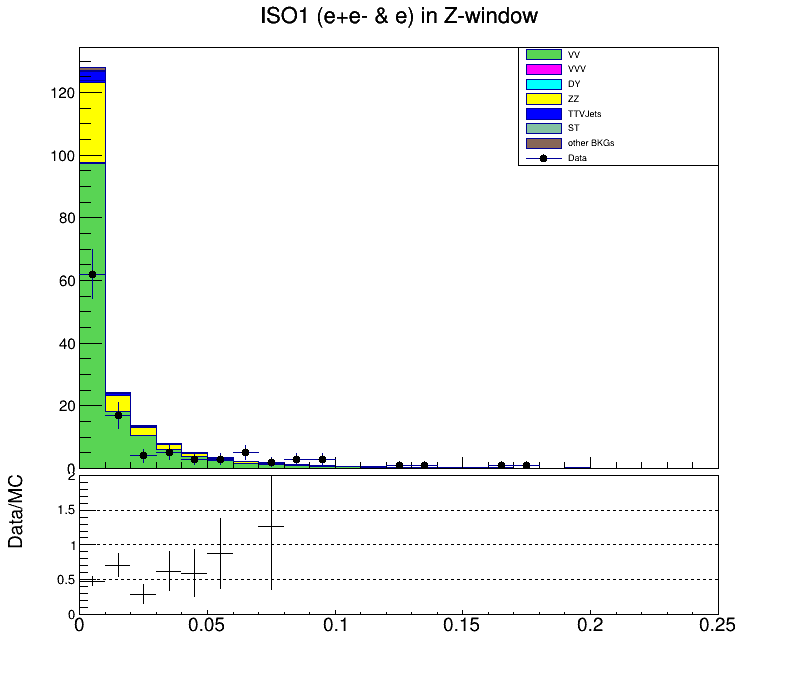 ISO1 (e+e- & e) in Z-window
VV
VVV
DY
ZZ
TTVJets
ST
other BKGs
Data
120
100
80
60
40
20
0
Data/MC
2
1.5
1
0.5
0
0 0.05 0.1 0.15 0.2 0.25